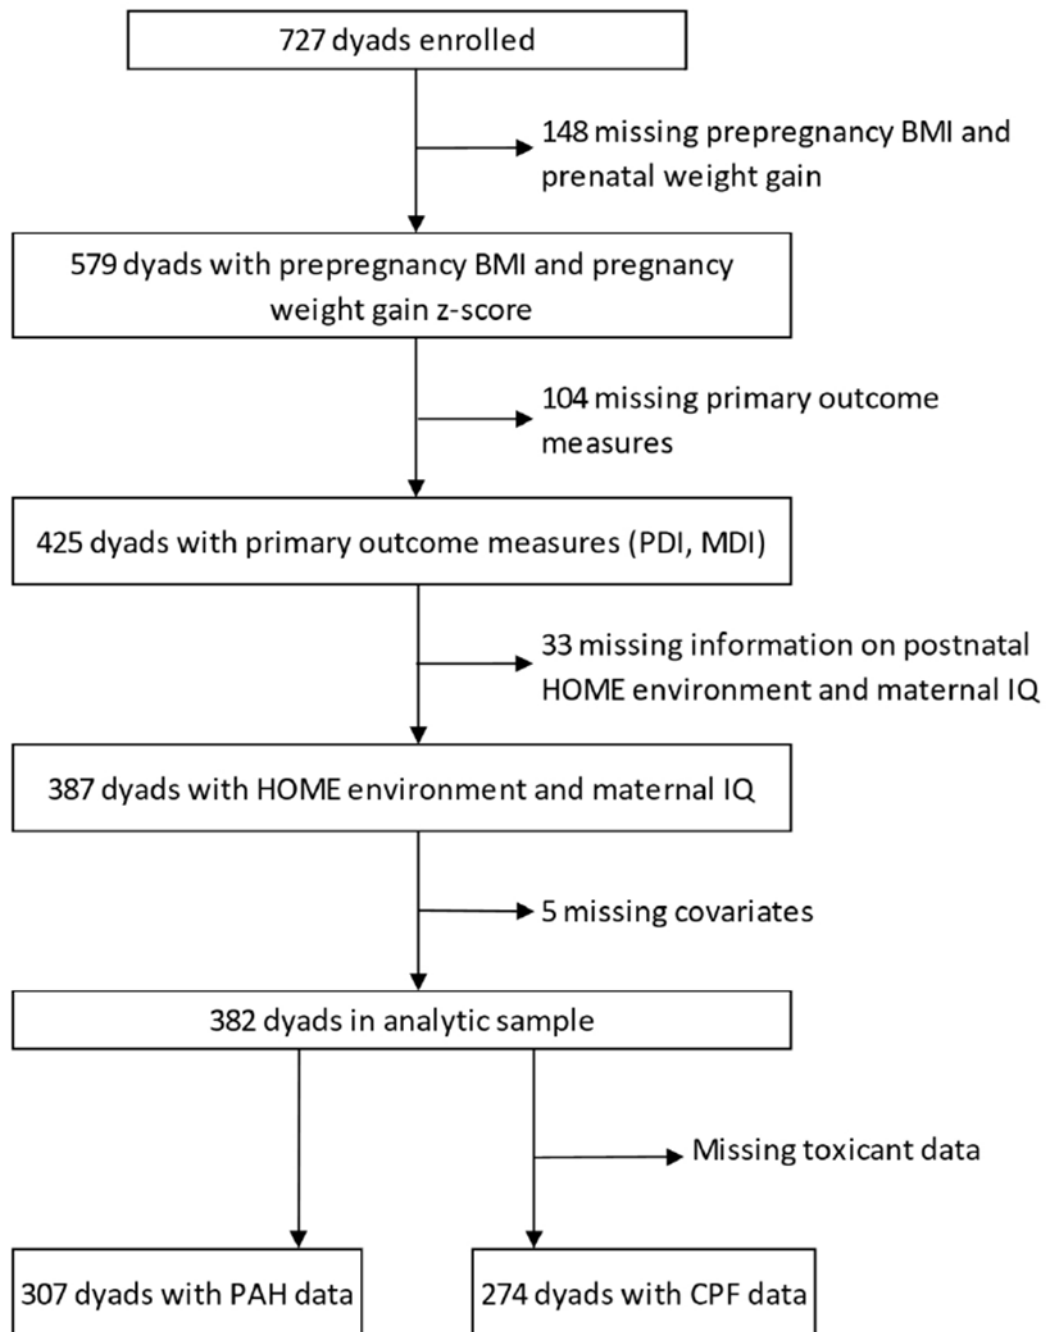 727 dyads enrolled
148 missing prepregnancy BMI and
prenatal weight gain
579 dyads with prepregnancy BMI and pregnancy
weight gain z-score
104 missing primary outcome
measures
425 dyads with primary outcome measures (PDI, MDI)
33 missing information on postnatal
HOME environment and maternal IQ
387 dyads with HOME environment and maternal IQ
5 missing covariates
382 dyads in analytic sample
Missing toxicant data
307 dyads with PAH data
274 dyads with CPF data